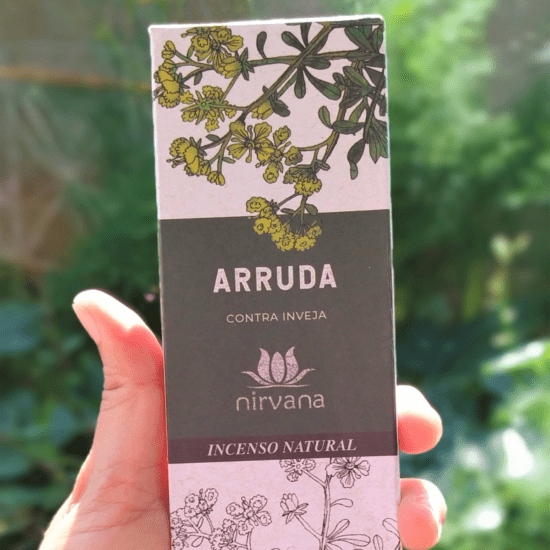 ARRUDA
CONTRA INVEJA
nirvana
INCENSO NATURAL